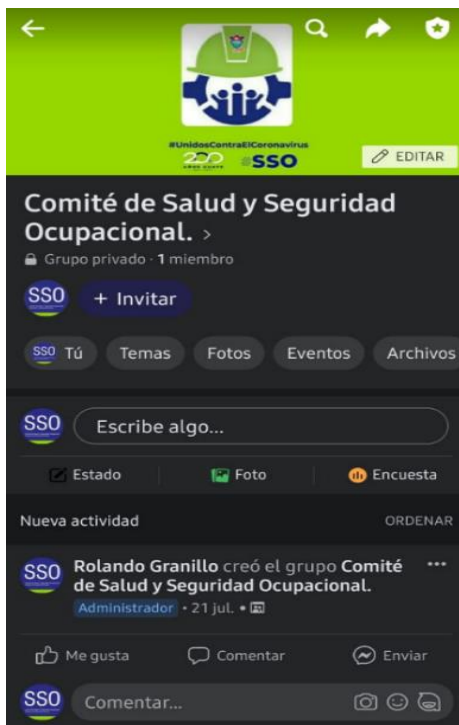 #UnidosContraElCoronavirus
200 #SSO
EDITAR
Comité de Salud y Seguridad
Ocupacional. >
Grupo privado · 1 miembro
SSO + Invitar
SSO Tú Temas Fotos Eventos Archivos
SSO Escribe algo...
Estado Foto Encuesta
Nueva actividad ORDENAR
SSO Rolando Granillo creó el grupo Comité
de Salud y Seguridad Ocupacional.
Administrador · 21 jul. ·
Me gusta Comentar Enviar
SSO Comentar...